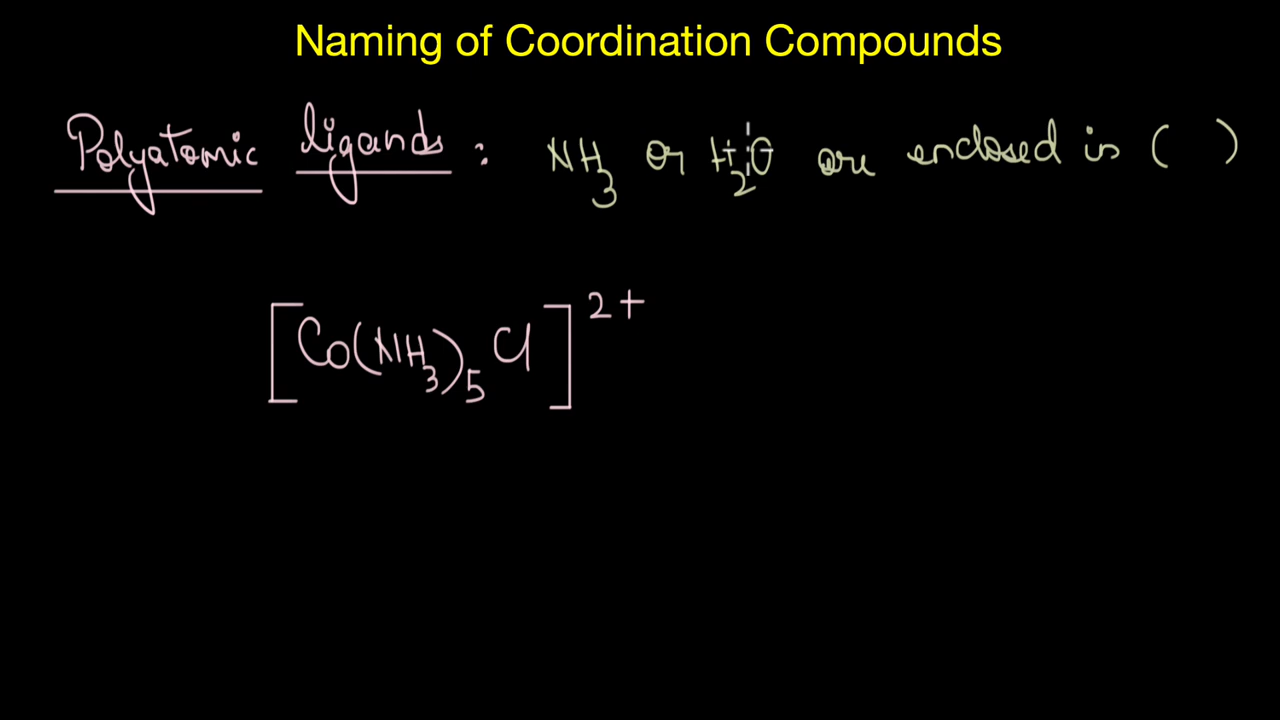 Naming of Coordination Compounds
Polyatomic ligands : NH₃ or H₂O are enclosed in ( )
[Co(NH₃)₅Cl]²⁺